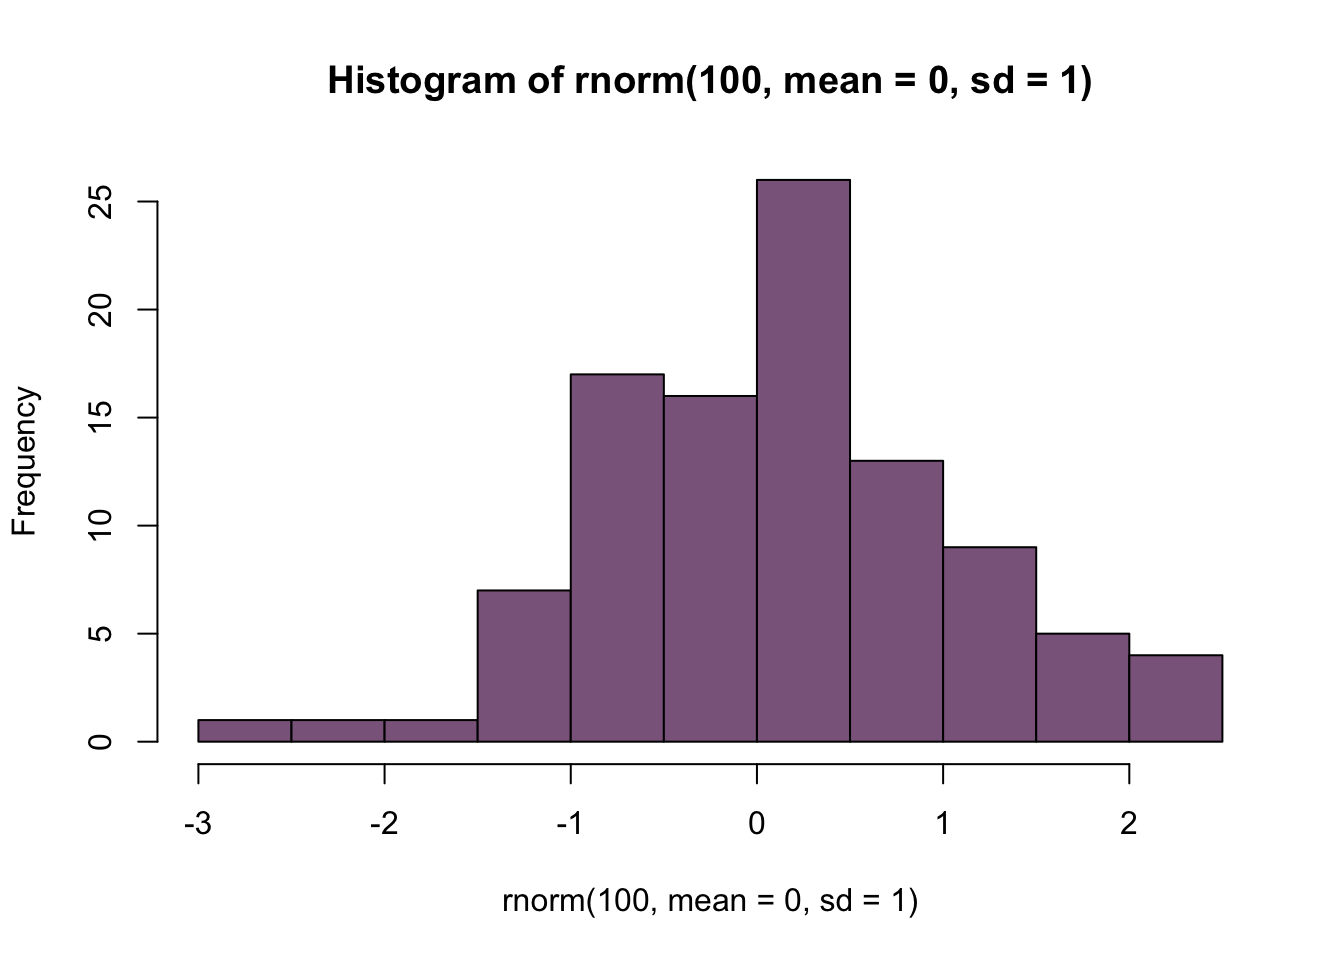 Histogram of rnorm(100, mean = 0, sd = 1)
25
20
15
10
5
0
Frequency
-3 -2 -1 0 1 2
rnorm(100, mean = 0, sd = 1)